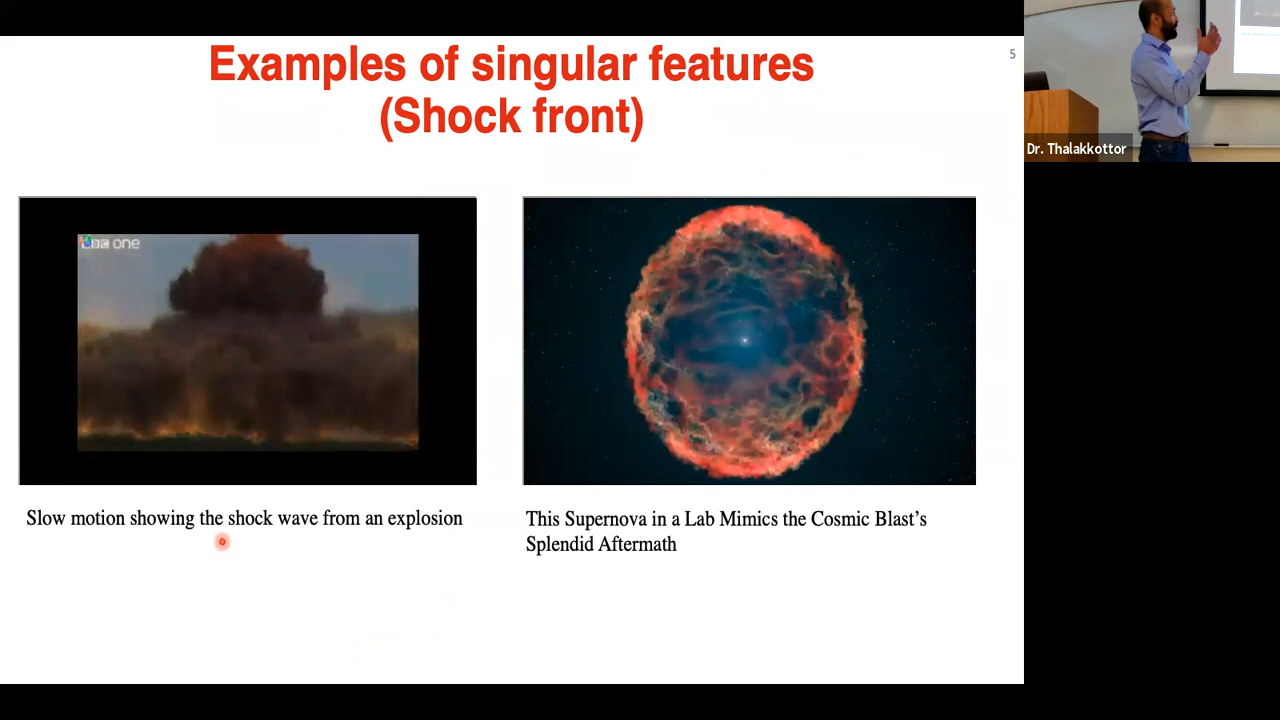 Examples of singular features
(Shock front)
5
Dr. Thalakkottor
one
Slow motion showing the shock wave from an explosion
This Supernova in a Lab Mimics the Cosmic Blast’s
Splendid Aftermath